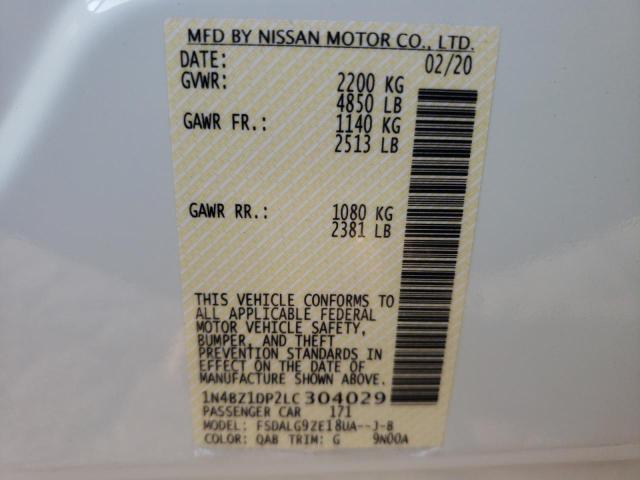 MFD BY NISSAN MOTOR CO., LTD.
DATE: 02/20
GVWR: 2200 KG
4850 LB
GAWR FR.: 1140 KG
2513 LB
GAWR RR.: 1080 KG
2381 LB
THIS VEHICLE CONFORMS TO
ALL APPLICABLE FEDERAL
MOTOR VEHICLE SAFETY,
BUMPER, AND THEFT
PREVENTION STANDARDS IN
EFFECT ON THE DATE OF
MANUFACTURE SHOWN ABOVE.
1N4BZ1DP2LC 304029
PASSENGER CAR 171
MODEL: FSDALG9ZE18UA--J-8
COLOR: QAB TRIM: G 9N00A